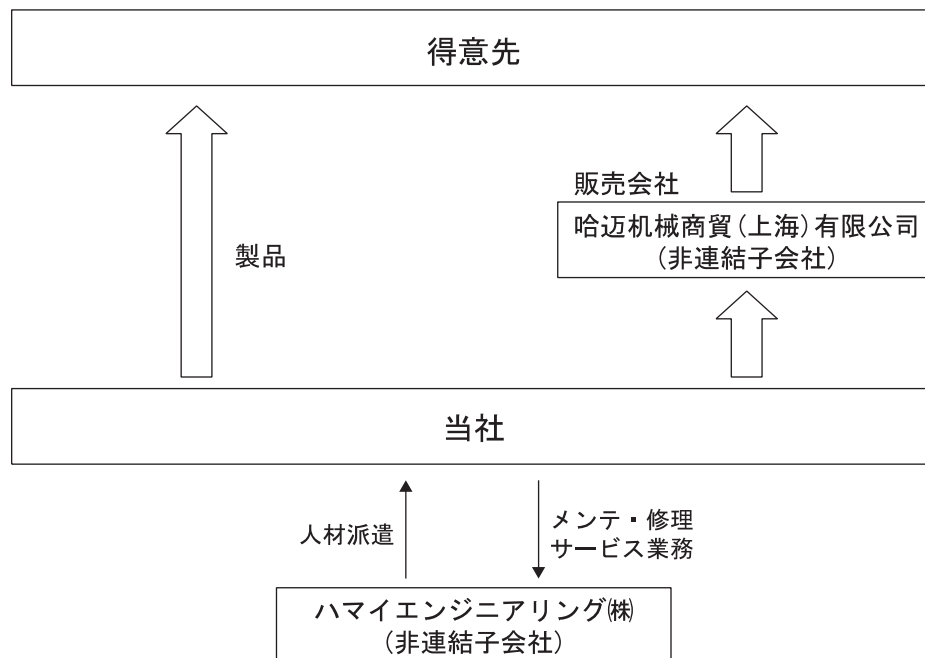 得意先
販売会社
哈迈机械商貿(上海)有限公司
(非連結子会社)
製品
当社
人材派遣
メンテ・修理
サービス業務
ハマイエンジニアリング㈱
(非連結子会社)